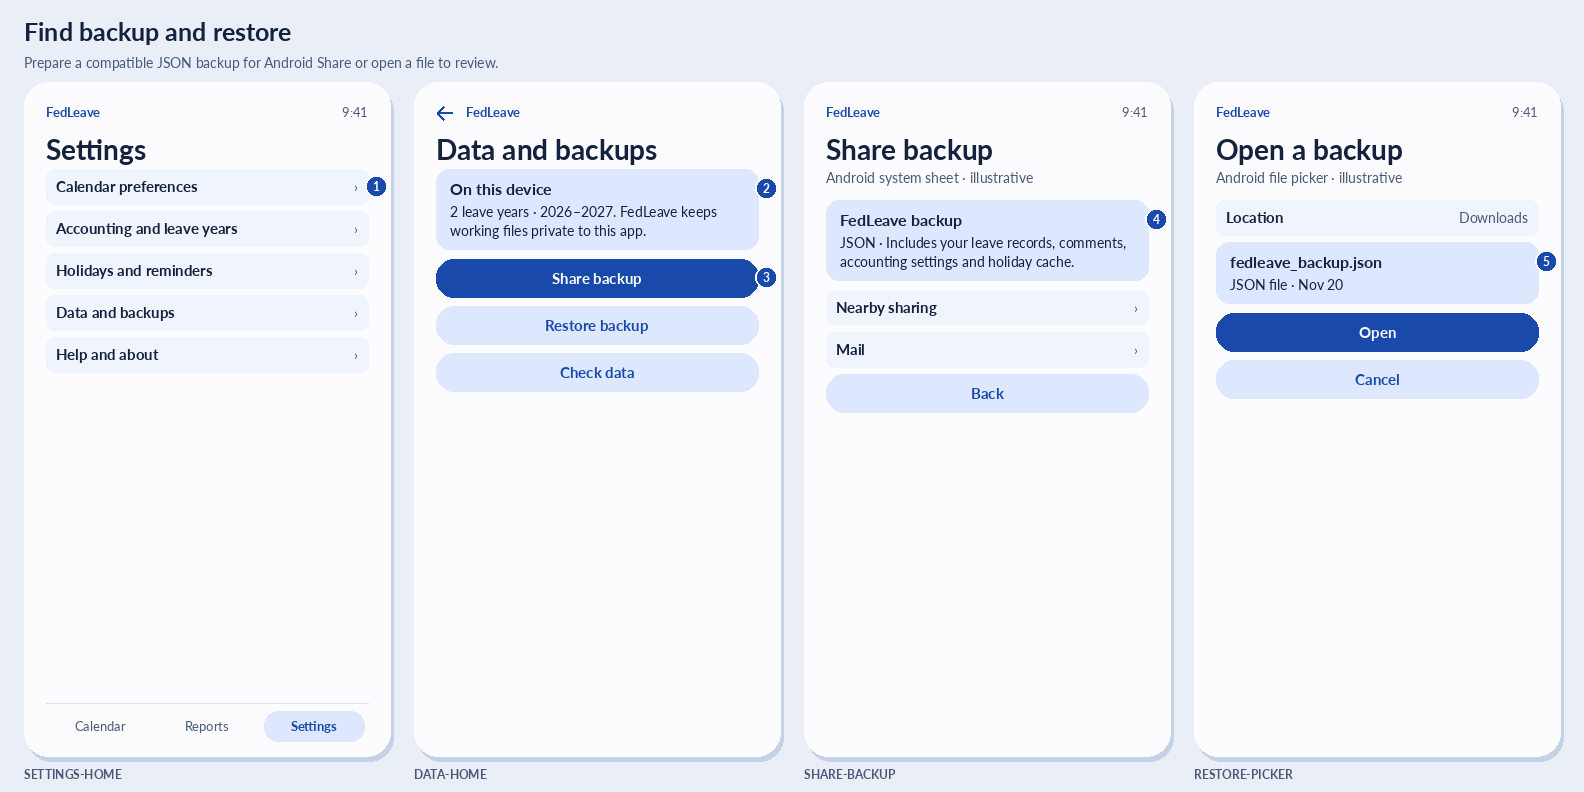 Find backup and restore
Prepare a compatible JSON backup for Android Share or open a file to review.
FedLeave 9:41
Settings
Calendar preferences ›
1
Accounting and leave years ›
Holidays and reminders ›
Data and backups ›
Help and about ›
Calendar Reports Settings
SETTINGS-HOME
← FedLeave
Data and backups
On this device
2
2 leave years · 2026–2027. FedLeave keeps
working files private to this app.
Share backup
3
Restore backup
Check data
DATA-HOME
FedLeave 9:41
Share backup
Android system sheet · illustrative
FedLeave backup
4
JSON · Includes your leave records, comments,
accounting settings and holiday cache.
Nearby sharing ›
Mail ›
Back
SHARE-BACKUP
FedLeave 9:41
Open a backup
Android file picker · illustrative
Location Downloads
fedleave_backup.json
5
JSON file · Nov 20
Open
Cancel
RESTORE-PICKER